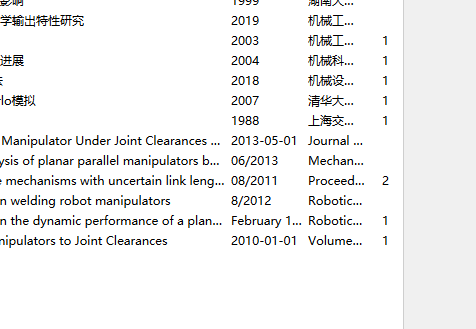 影响 1999 湖南大...
学输出特性研究 2019 机械工...
2003 机械工... 1
进展 2004 机械科... 1
2018 机械设... 1
rlo模拟 2007 清华大... 1
1988 上海交... 1
Manipulator Under Joint Clearances ... 2013-05-01 Journal ...
ysis of planar parallel manipulators b... 06/2013 Mechan...
e mechanisms with uncertain link leng... 08/2011 Proceed... 2
n welding robot manipulators 8/2012 Robotic...
n the dynamic performance of a plan... February 1... Robotic... 1
nipulators to Joint Clearances 2010-01-01 Volume... 1